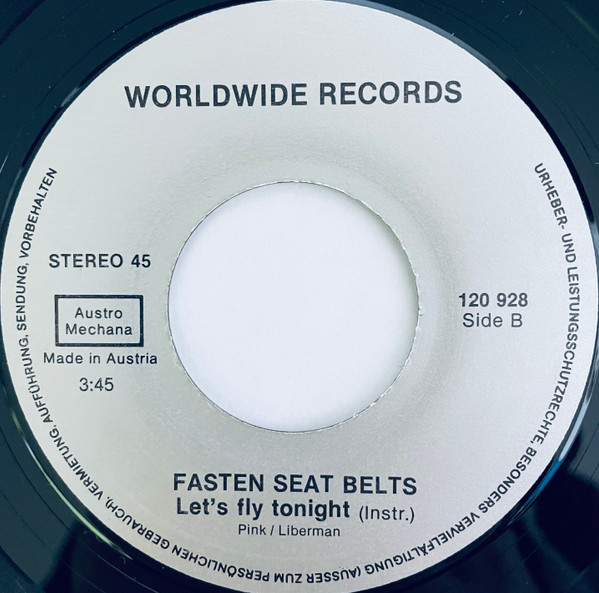 WORLDWIDE RECORDS
STEREO 45
Austro
Mechana
Made in Austria
3:45
120 928
Side B
FASTEN SEAT BELTS
Let's fly tonight (Instr.)
Pink / Liberman
URHEBER- UND LEISTUNGSSCHUTZRECHTE, BESONDERS VERVIELFÄLTIGUNG (AUSSER ZUM PERSÖNLICHEN GEBRAUCH), VERMIETUNG, AUFFÜHRUNG, SENDUNG, VORBEHALTEN